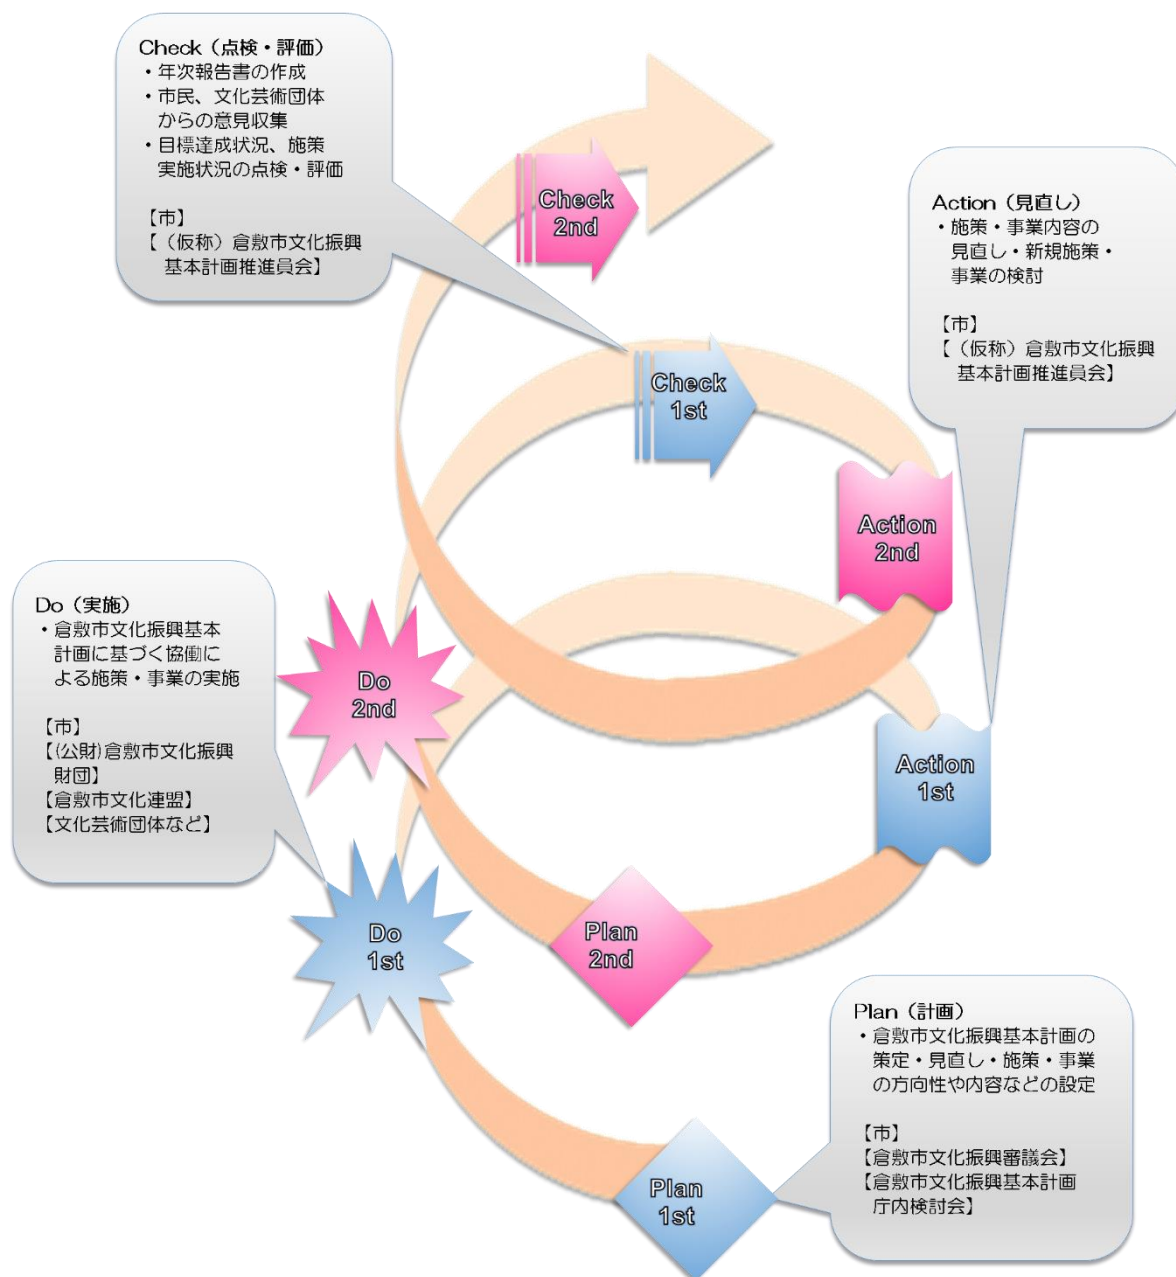 Check（点検・評価）
・年次報告書の作成
・市民、文化芸術団体
からの意見収集
・目標達成状況、施策
実施状況の点検・評価
【市】
【（仮称）倉敷市文化振興
基本計画推進員会】
Check
2nd
Action（見直し）
・施策・事業内容の
見直し・新規施策・
事業の検討
【市】
【（仮称）倉敷市文化振興
基本計画推進員会】
Check
1st
Action
2nd
Do（実施）
・倉敷市文化振興基本
計画に基づく協働に
よる施策・事業の実施
【市】
【(公財)倉敷市文化振興
財団】
【倉敷市文化連盟】
【文化芸術団体など】
Do
2nd
Action
1st
Do
1st
Plan
2nd
Plan（計画）
・倉敷市文化振興基本計画の
策定・見直し・施策・事業
の方向性や内容などの設定
【市】
【倉敷市文化振興審議会】
【倉敷市文化振興基本計画
庁内検討会】
Plan
1st